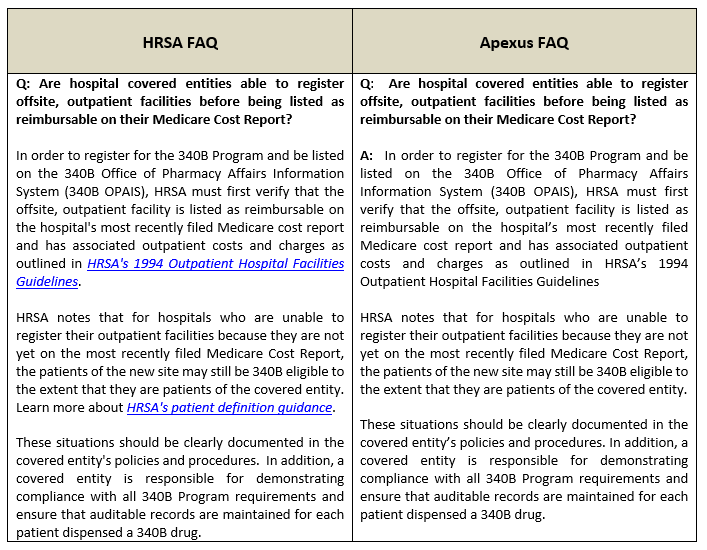 HRSA FAQ
Q: Are hospital covered entities able to register
offsite, outpatient facilities before being listed as
reimbursable on their Medicare Cost Report?
In order to register for the 340B Program and be listed
on the 340B Office of Pharmacy Affairs Information
System (340B OPAIS), HRSA must first verify that the
offsite, outpatient facility is listed as reimbursable on
the hospital's most recently filed Medicare cost report
and has associated outpatient costs and charges as
outlined in HRSA's 1994 Outpatient Hospital Facilities
Guidelines.
HRSA notes that for hospitals who are unable to
register their outpatient facilities because they are not
yet on the most recently filed Medicare Cost Report,
the patients of the new site may still be 340B eligible to
the extent that they are patients of the covered entity.
Learn more about HRSA's patient definition guidance.
These situations should be clearly documented in the
covered entity's policies and procedures. In addition, a
covered entity is responsible for demonstrating
compliance with all 340B Program requirements and
ensure that auditable records are maintained for each
patient dispensed a 340B drug.
Apexus FAQ
Q: Are hospital covered entities able to register
offsite, outpatient facilities before being listed as
reimbursable on their Medicare Cost Report?
A: In order to register for the 340B Program and be
listed on the 340B Office of Pharmacy Affairs
Information System (340B OPAIS), HRSA must first
verify that the offsite, outpatient facility is listed as
reimbursable on the hospital’s most recently filed
Medicare cost report and has associated outpatient
costs and charges as outlined in HRSA’s 1994
Outpatient Hospital Facilities Guidelines
HRSA notes that for hospitals who are unable to
register their outpatient facilities because they are not
yet on the most recently filed Medicare Cost Report,
the patients of the new site may still be 340B eligible to
the extent that they are patients of the covered entity.
These situations should be clearly documented in the
covered entity’s policies and procedures. In addition, a
covered entity is responsible for demonstrating
compliance with all 340B Program requirements and
ensure that auditable records are maintained for each
patient dispensed a 340B drug.